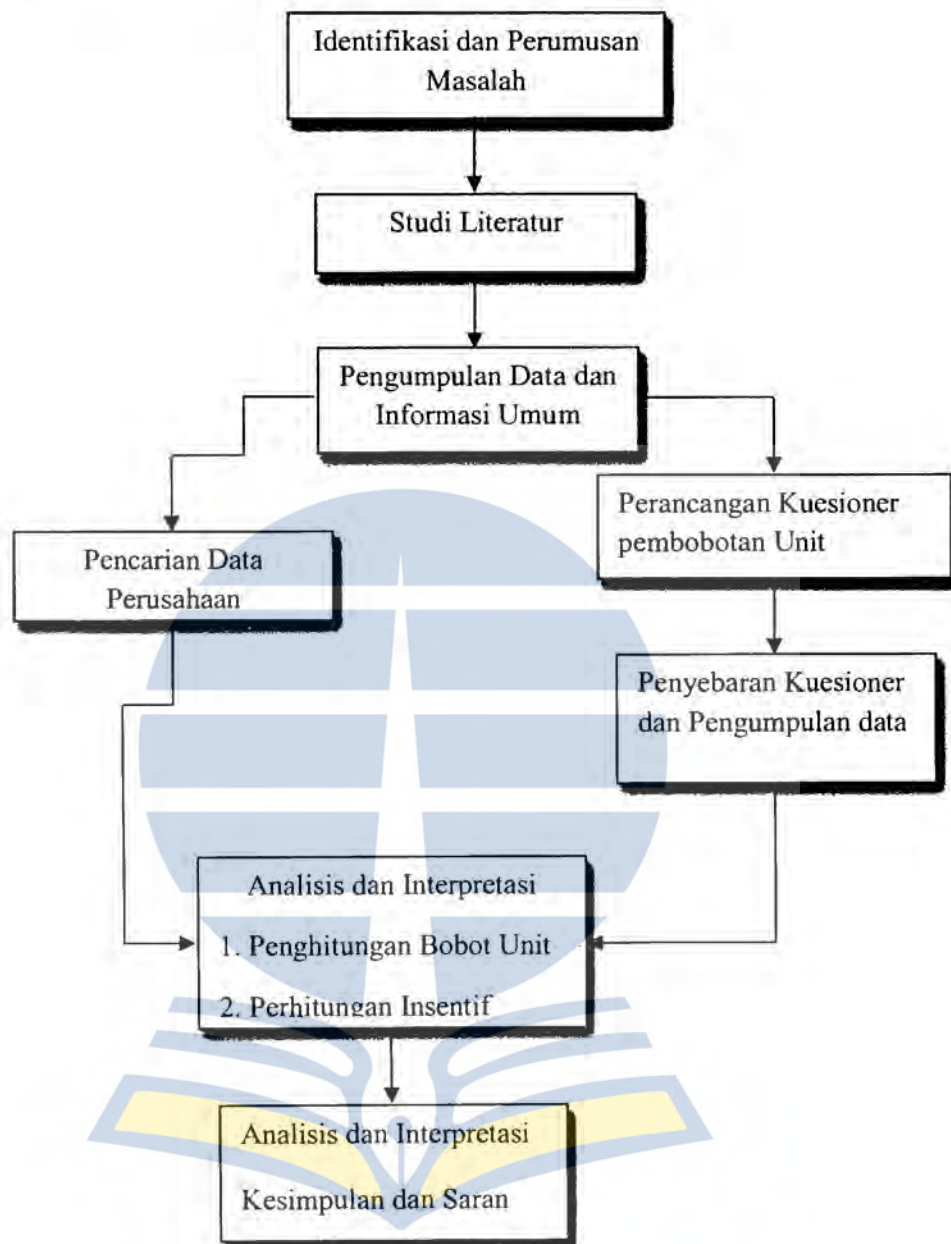 Identifikasi dan Perumusan
Masalah
Studi Literatur
Pengumpulan Data dan
Informasi Umum
Pencarian Data
Perusahaan
Perancangan Kuesioner
pembobotan Unit
Penyebaran Kuesioner
dan Pengumpulan data
Analisis dan Interpretasi
1. Penghitungan Bobot Unit
2. Perhitungan Insentif
Analisis dan Interpretasi
Kesimpulan dan Saran